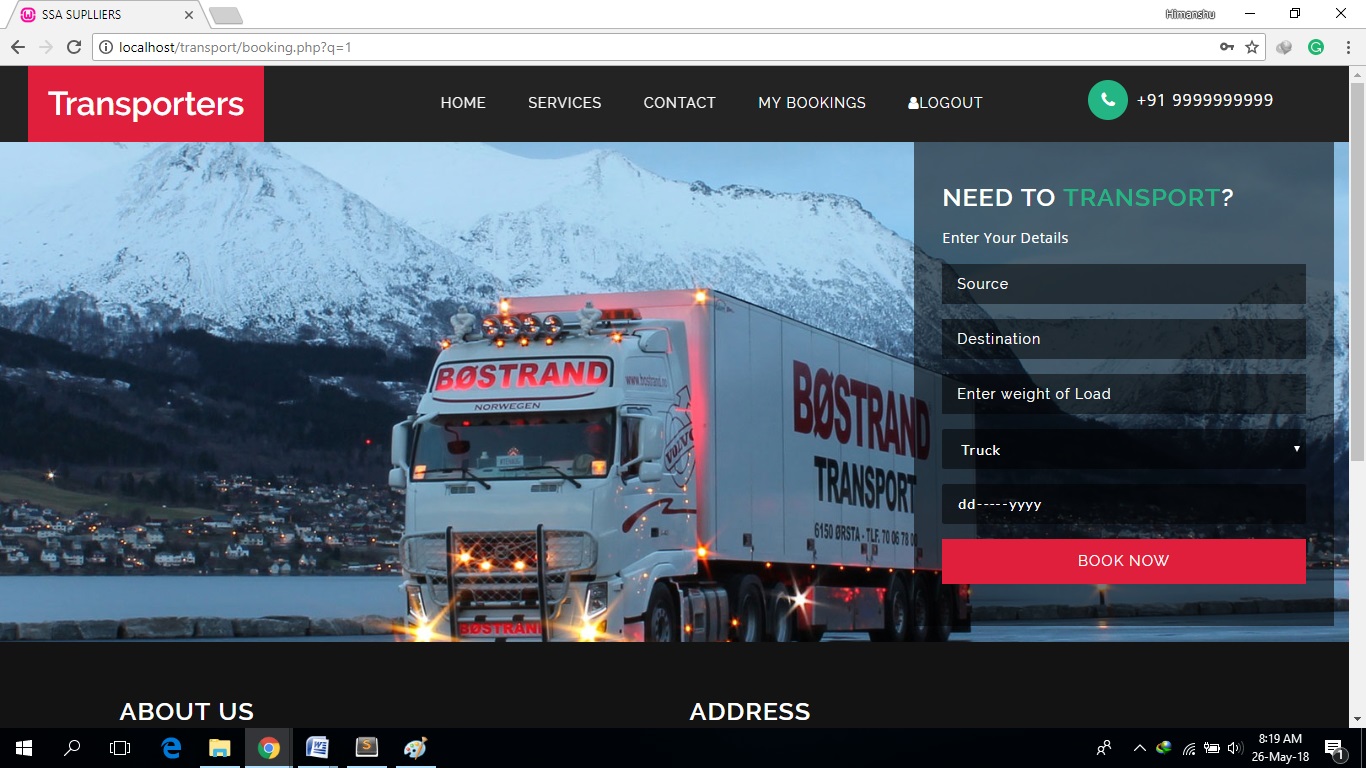 SSA SUPLLIERS
Himanshu
localhost/transport/booking.php?q=1
Transporters
HOME SERVICES CONTACT MY BOOKINGS LOGOUT
+91 9999999999
NEED TO TRANSPORT?
Enter Your Details
Source
Destination
Enter weight of Load
Truck
dd-----yyyy
BOOK NOW
BØSTRAND
NORWEGEN
www.bostrand.no
VOLVO
BØSTRAND
BØSTRAND
TRANSPORT
6150 ØRSTA - TLF. 70 06 78 00
ABOUT US
ADDRESS
8:19 AM
26-May-18
1